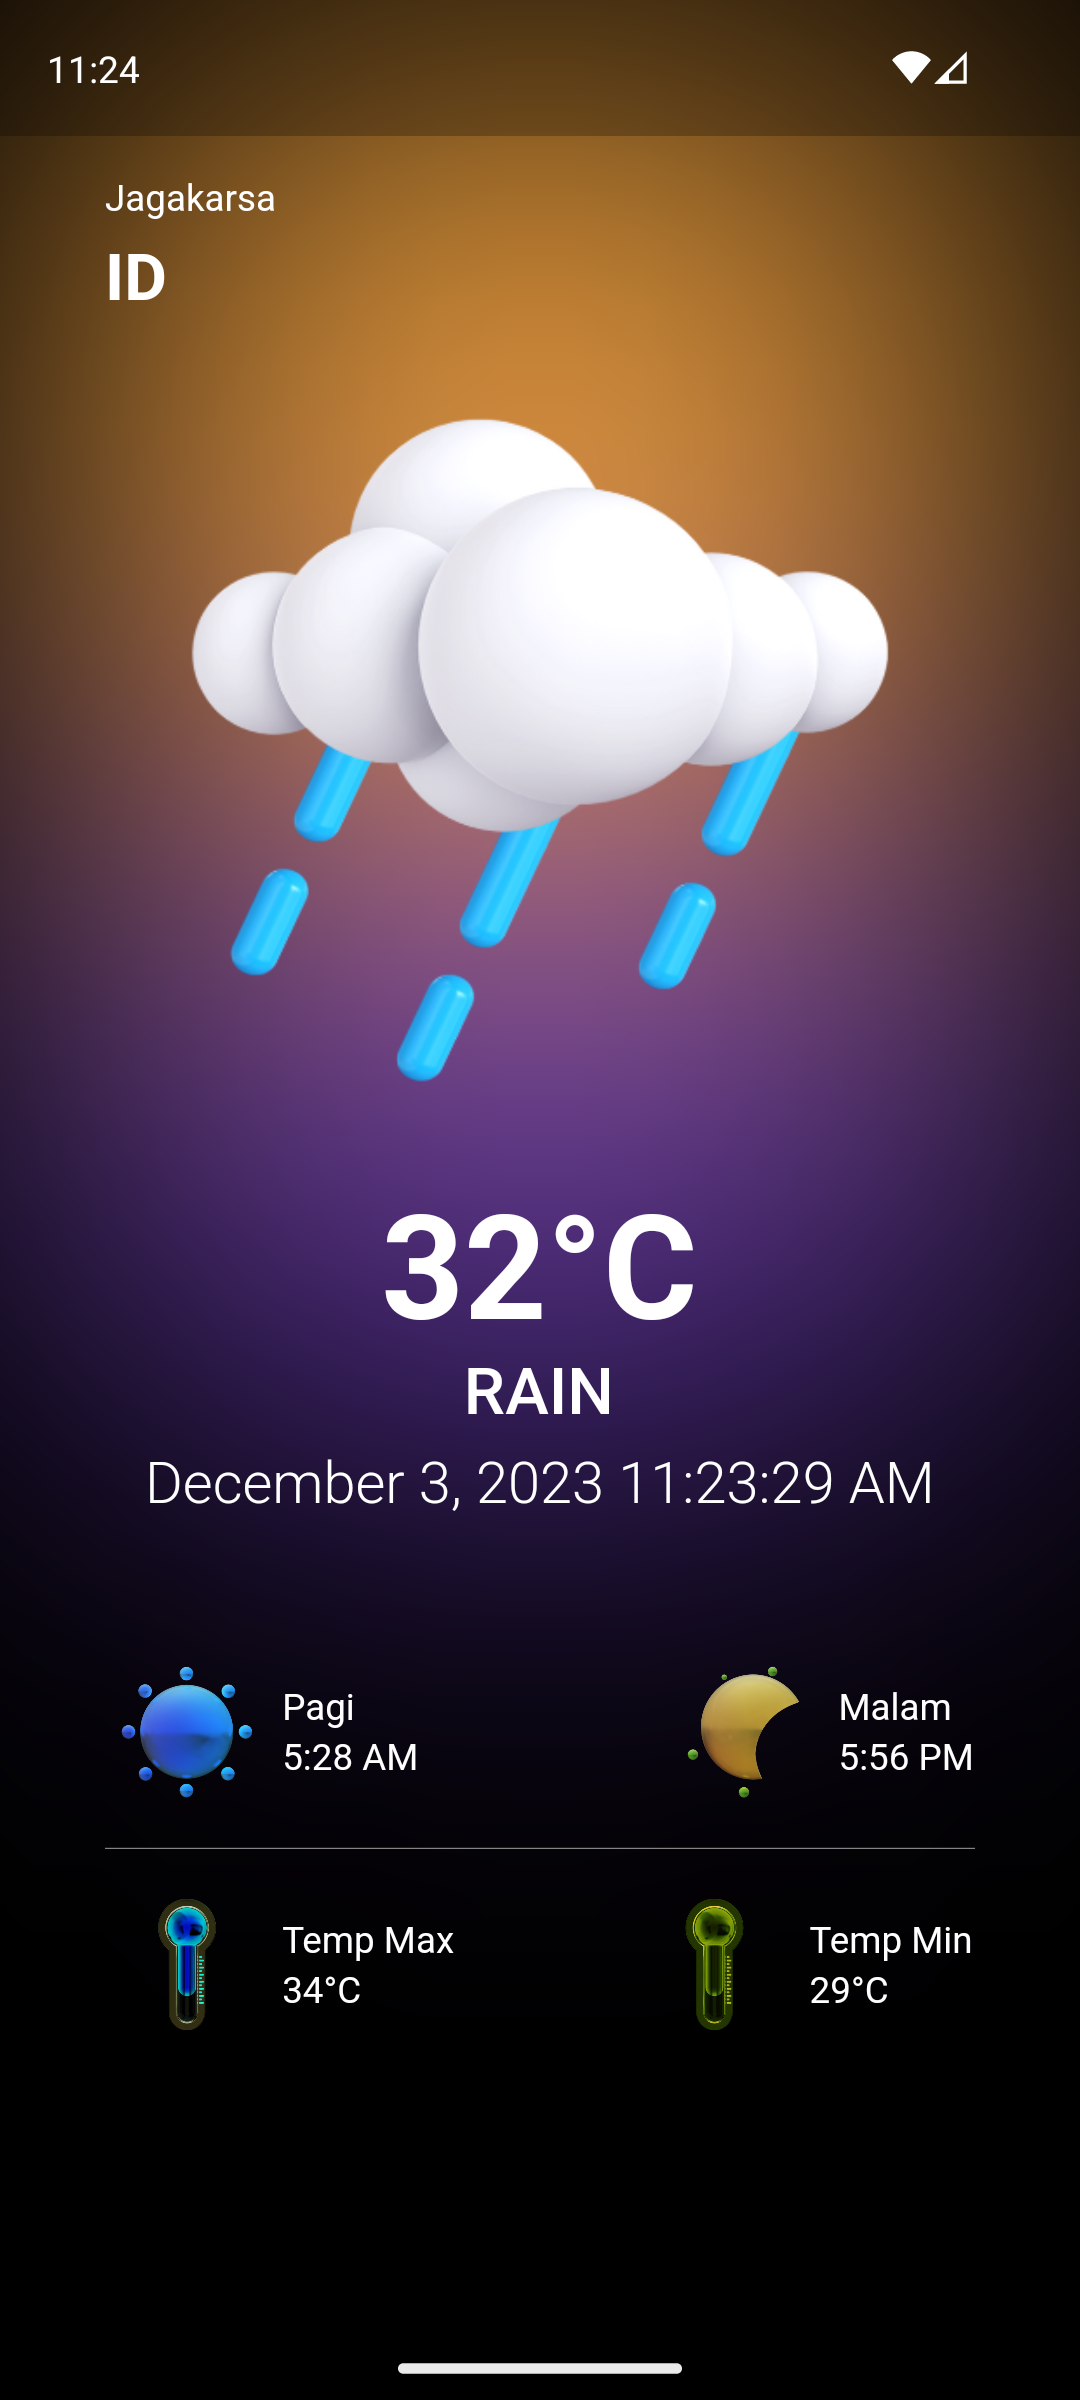 11:24
Jagakarsa
ID
32°C
RAIN
December 3, 2023 11:23:29 AM
Pagi
5:28 AM
Malam
5:56 PM
Temp Max
34°C
Temp Min
29°C